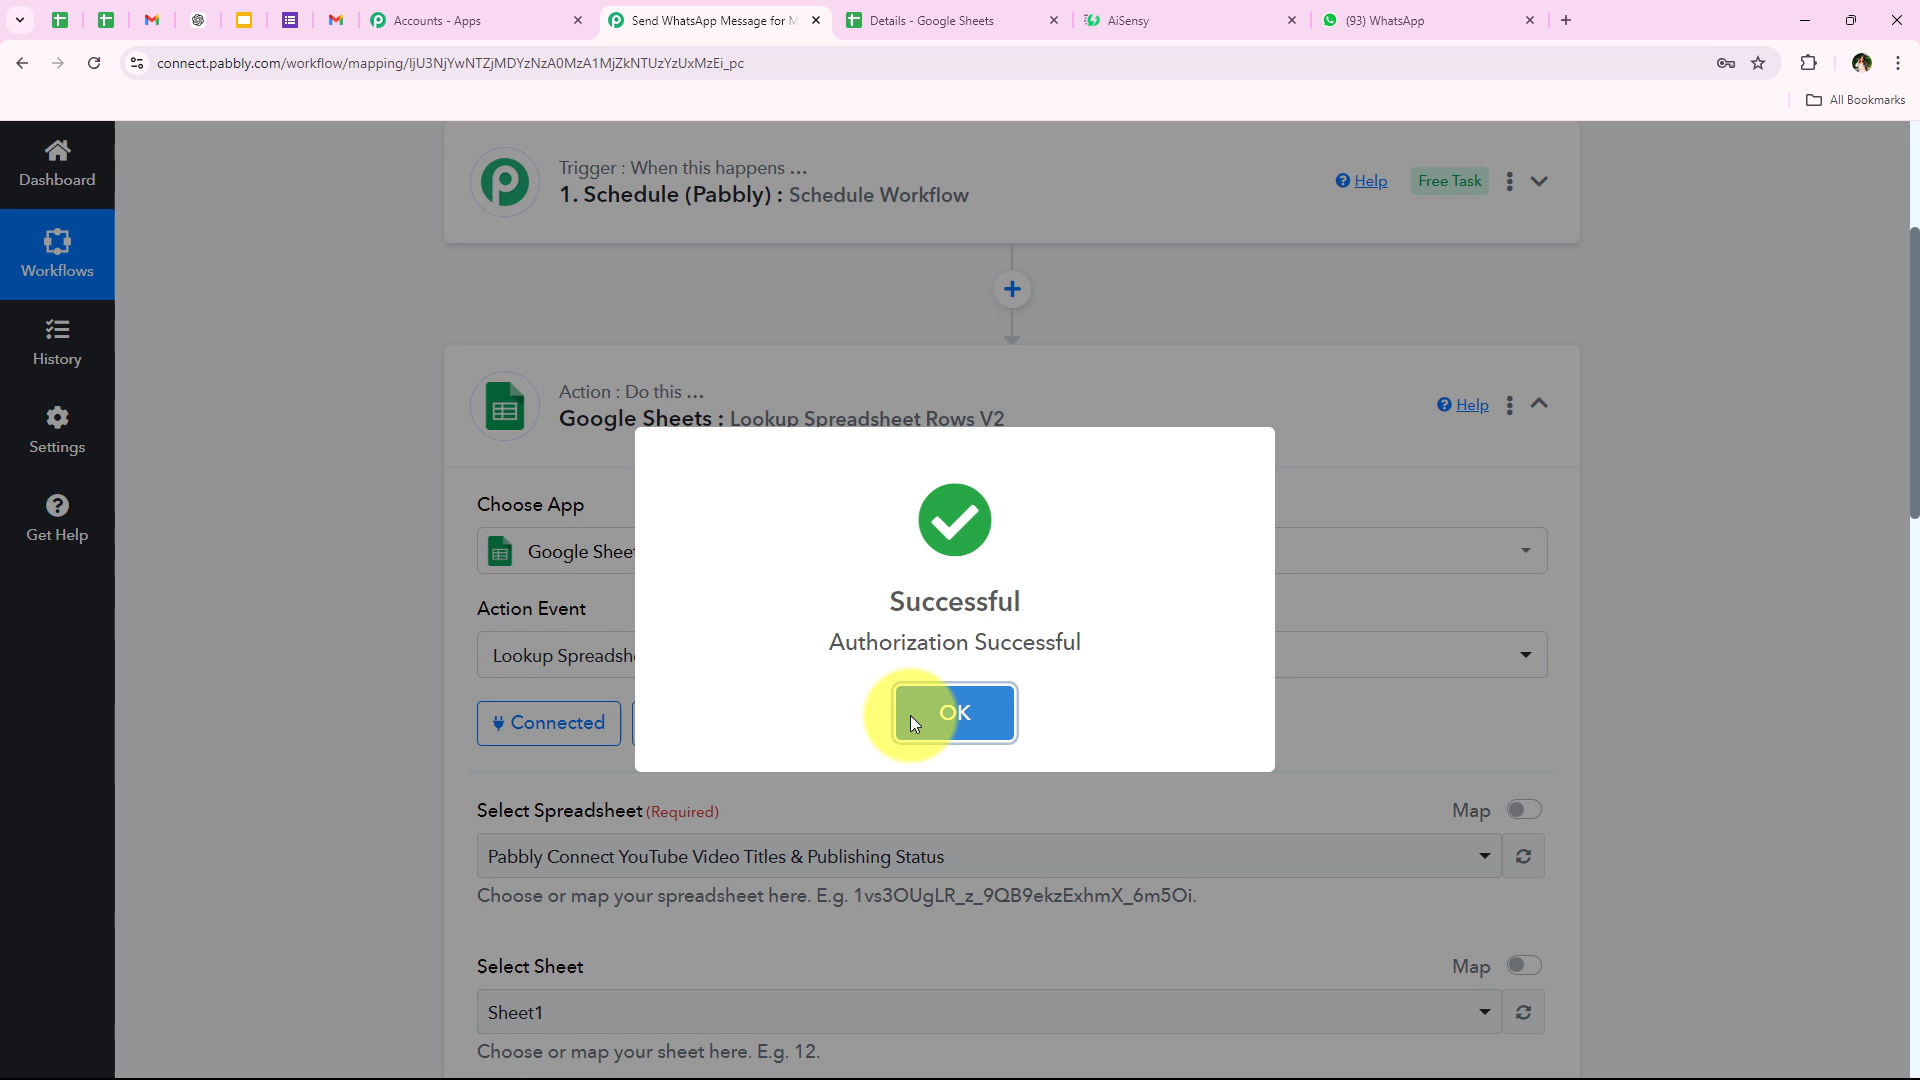 Accounts - Apps
Send WhatsApp Message for M
Details - Google Sheets
AiSensy
(93) WhatsApp
connect.pabbly.com/workflow/mapping/IjU3NjYwNTZjMDYzNzA0MzA1MjZkNTUzYzUxMzEi_pc
All Bookmarks
Dashboard
Workflows
History
Settings
Get Help
Trigger : When this happens ...
1. Schedule (Pabbly) : Schedule Workflow
Help
Free Task
Action : Do this ...
Google Sheets : Lookup Spreadsheet Rows V2
Help
Choose App
Google Sheet
Action Event
Lookup Spreadsh
Connected
Successful
Authorization Successful
OK
Select Spreadsheet (Required)
Map
Pabbly Connect YouTube Video Titles & Publishing Status
Choose or map your spreadsheet here. E.g. 1vs3OUgLR_z_9QB9ekzExhmX_6m5Oi.
Select Sheet
Map
Sheet1
Choose or map your sheet here. E.g. 12.